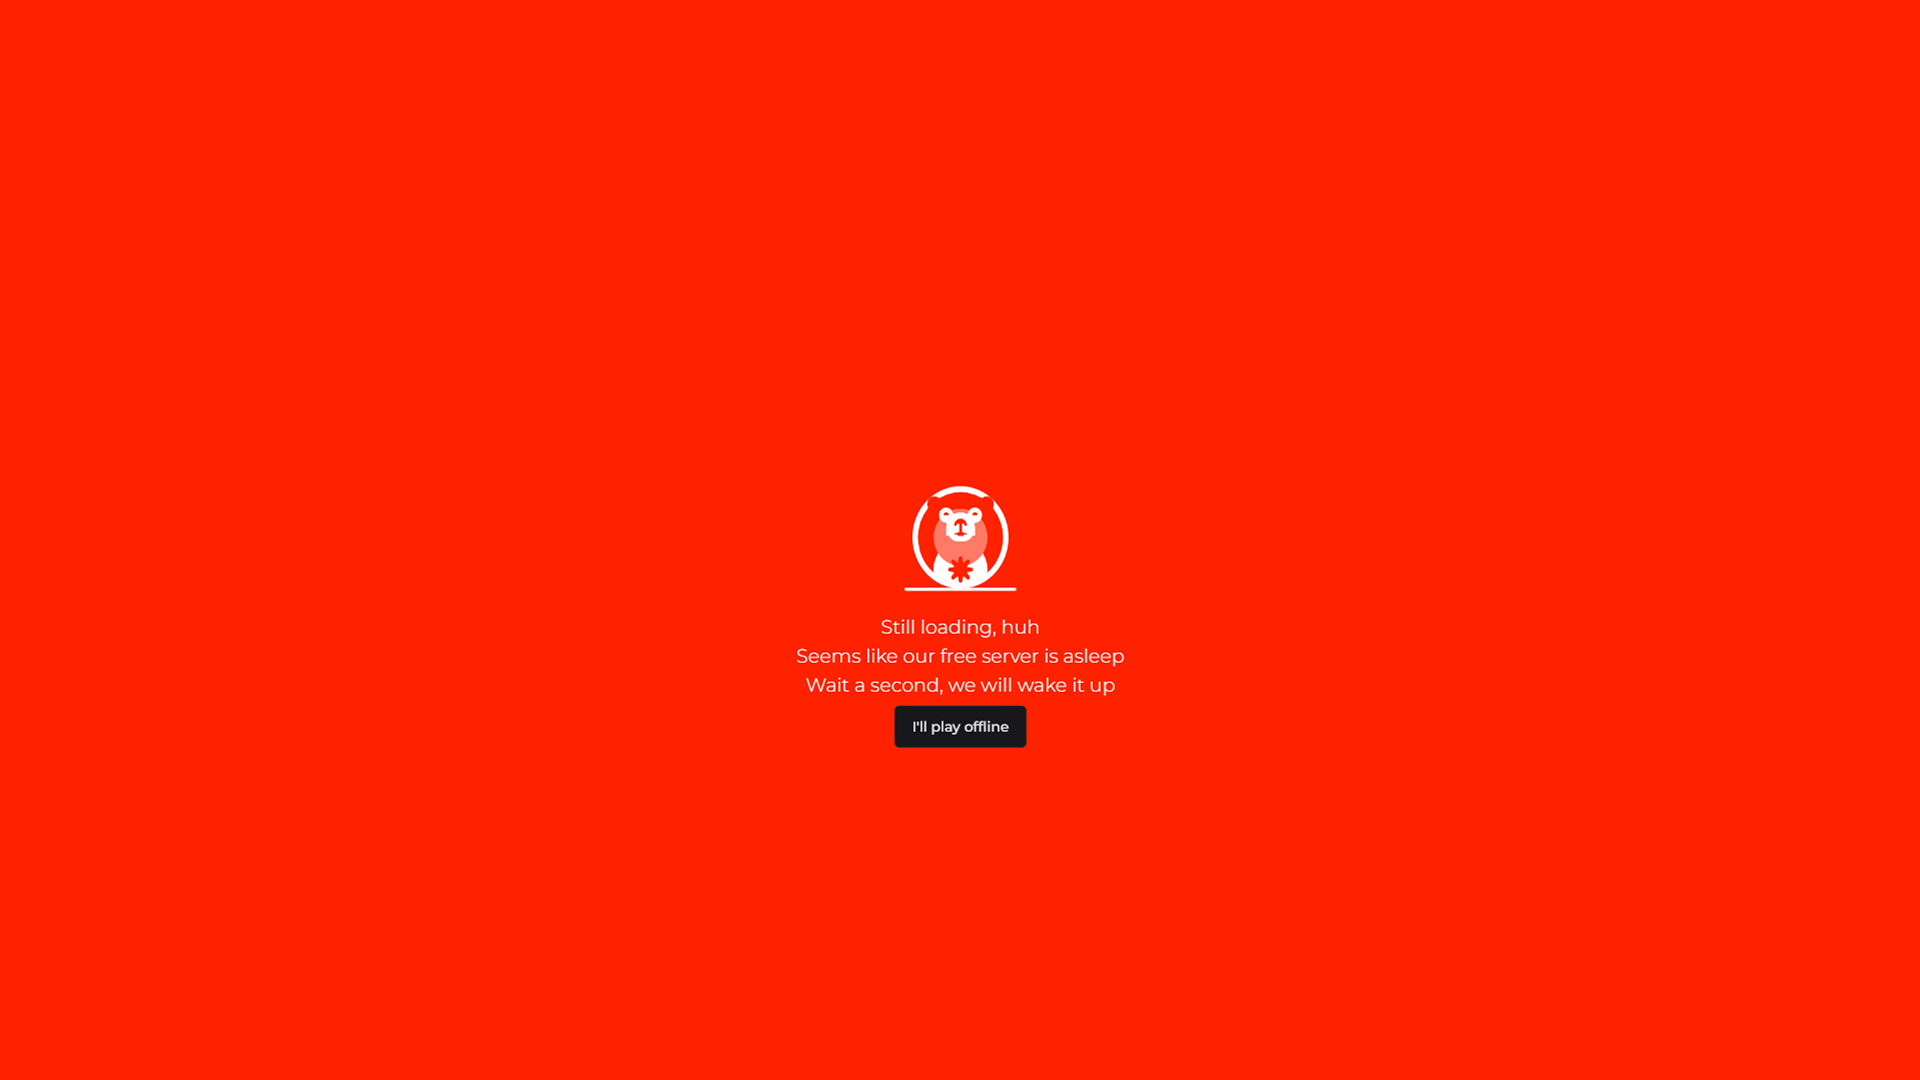 Still loading, huh
Seems like our free server is asleep
Wait a second, we will wake it up
I'll play offline